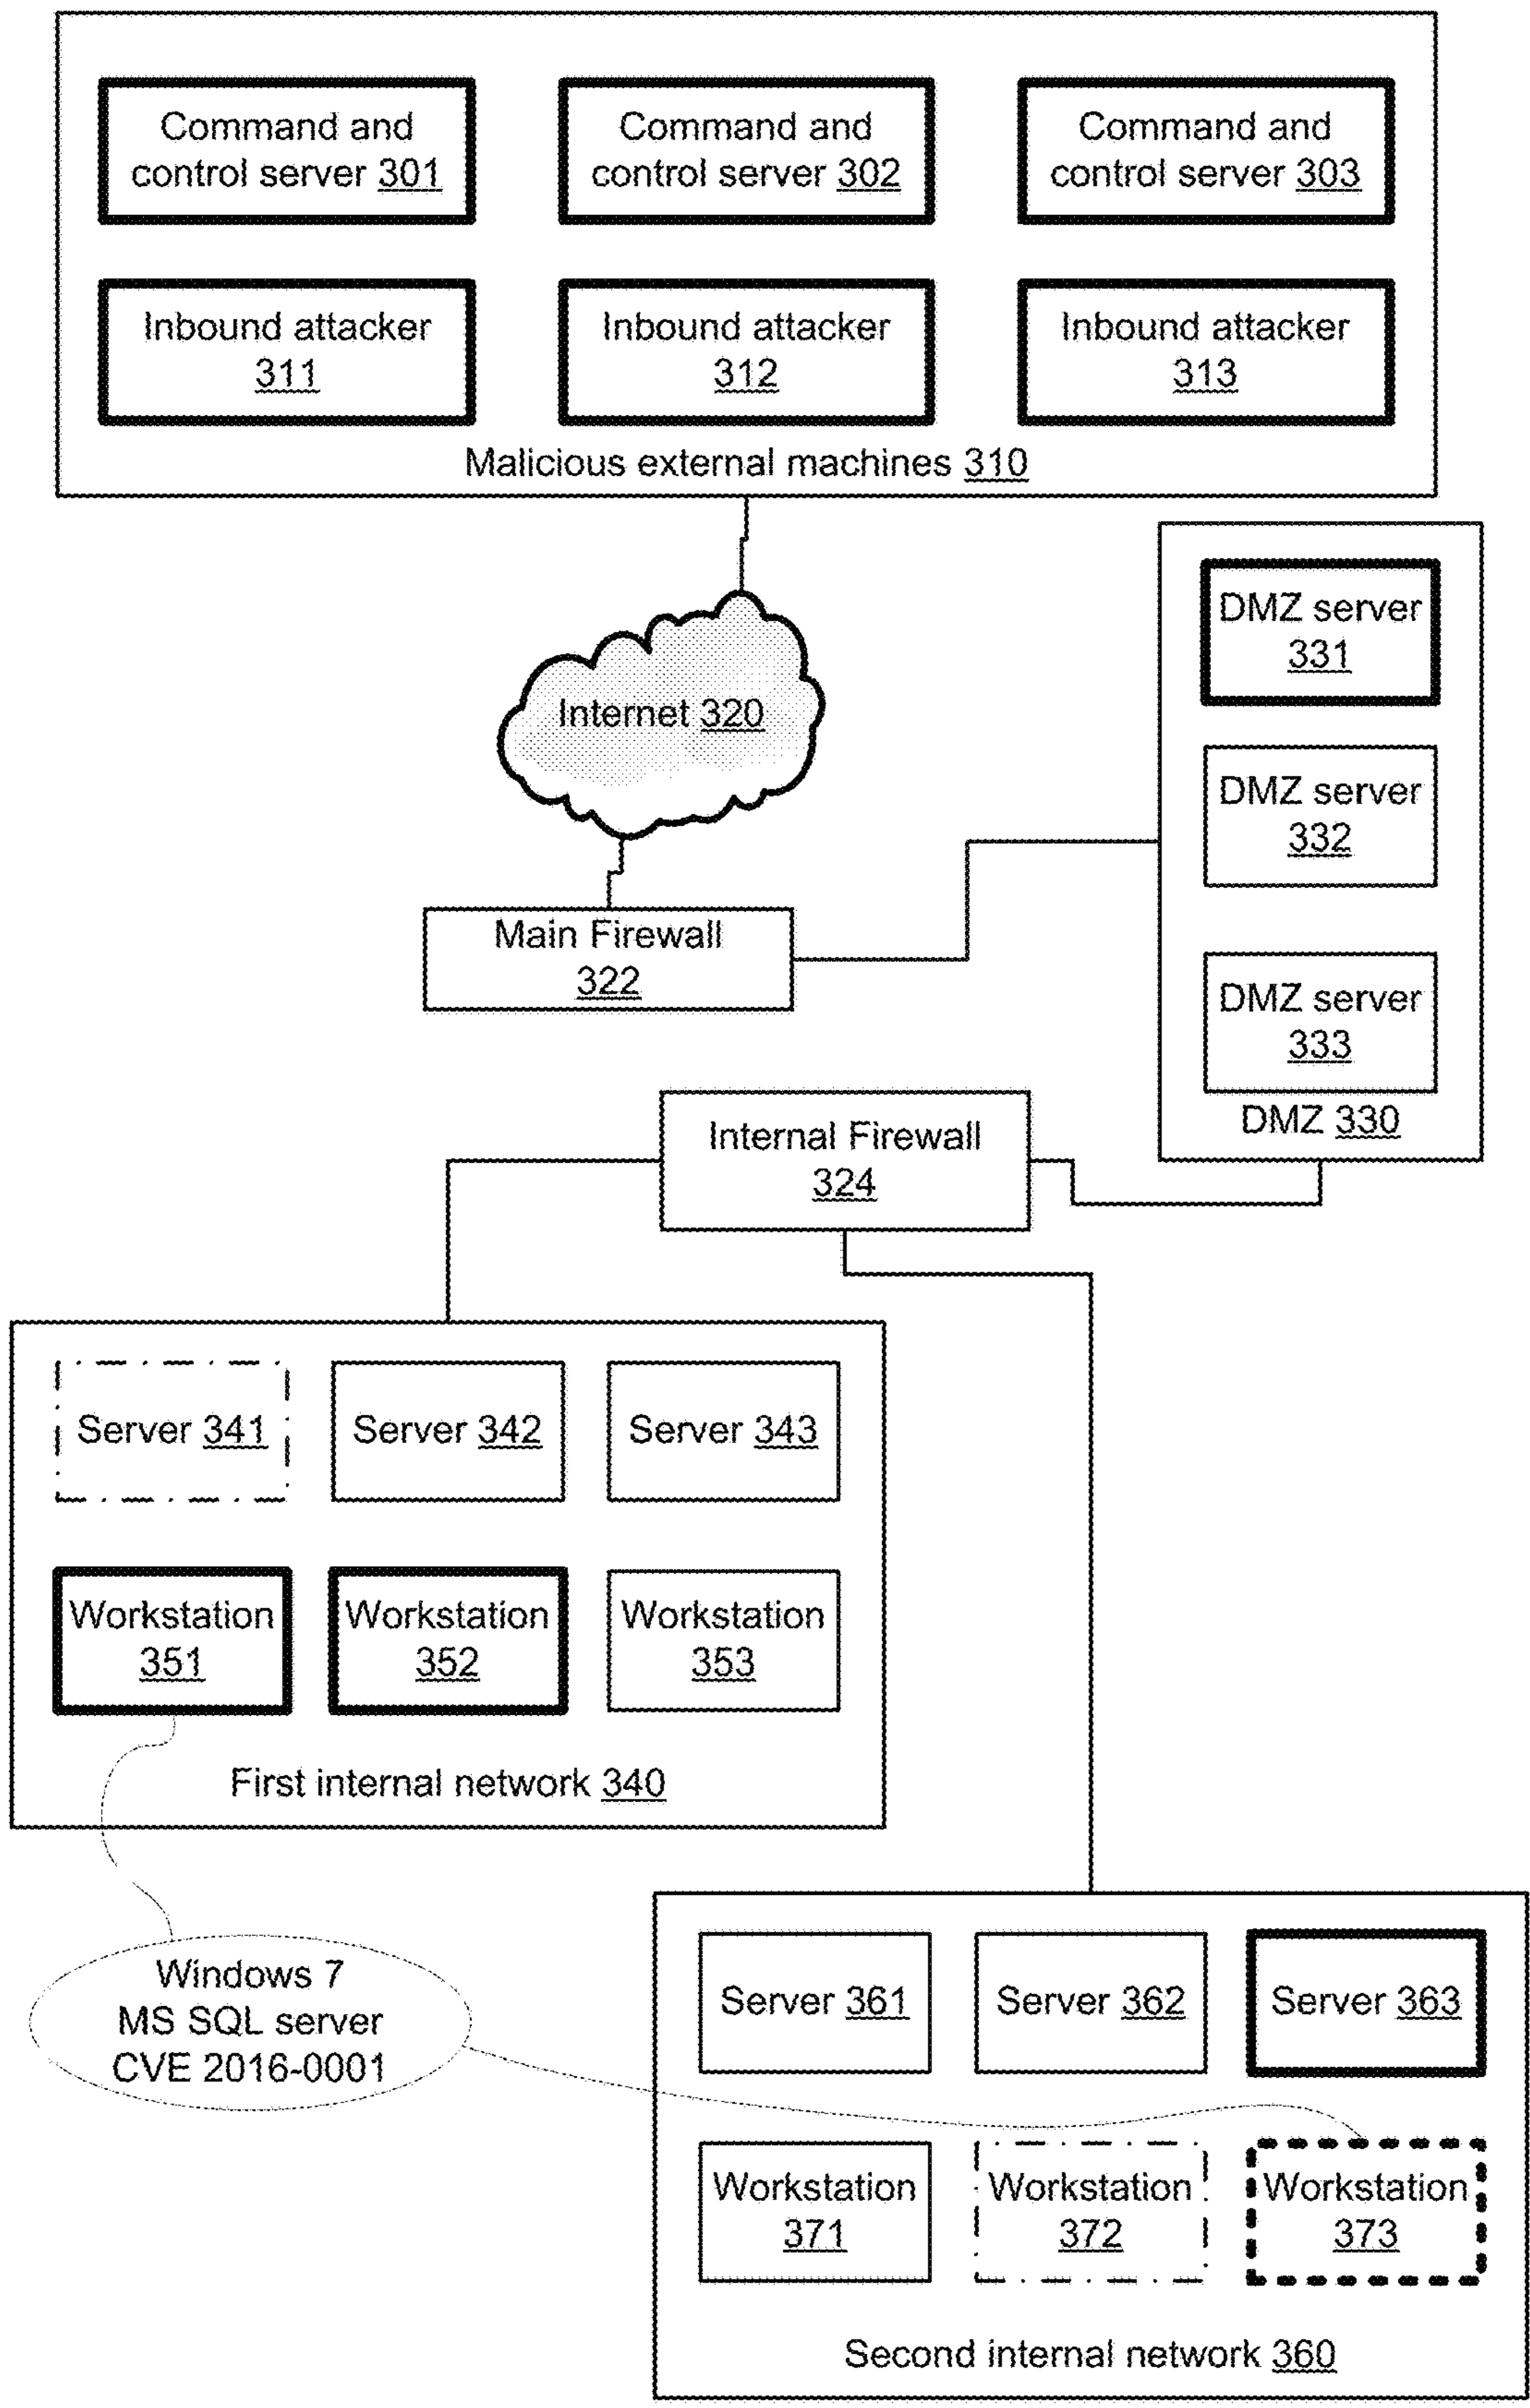 Command and
control server 301
Command and
control server 302
Command and
control server 303
Inbound attacker
311
Inbound attacker
312
Inbound attacker
313
Malicious external machines 310
DMZ server
331
Internet 320
DMZ server
332
Main Firewall
322
DMZ server
333
DMZ 330
Internal Firewall
324
Server 341
Server 342
Server 343
Workstation
351
Workstation
352
Workstation
353
First internal network 340
Windows 7
MS SQL server
CVE 2016-0001
Server 361
Server 362
Server 363
Workstation
371
Workstation
372
Workstation
373
Second internal network 360